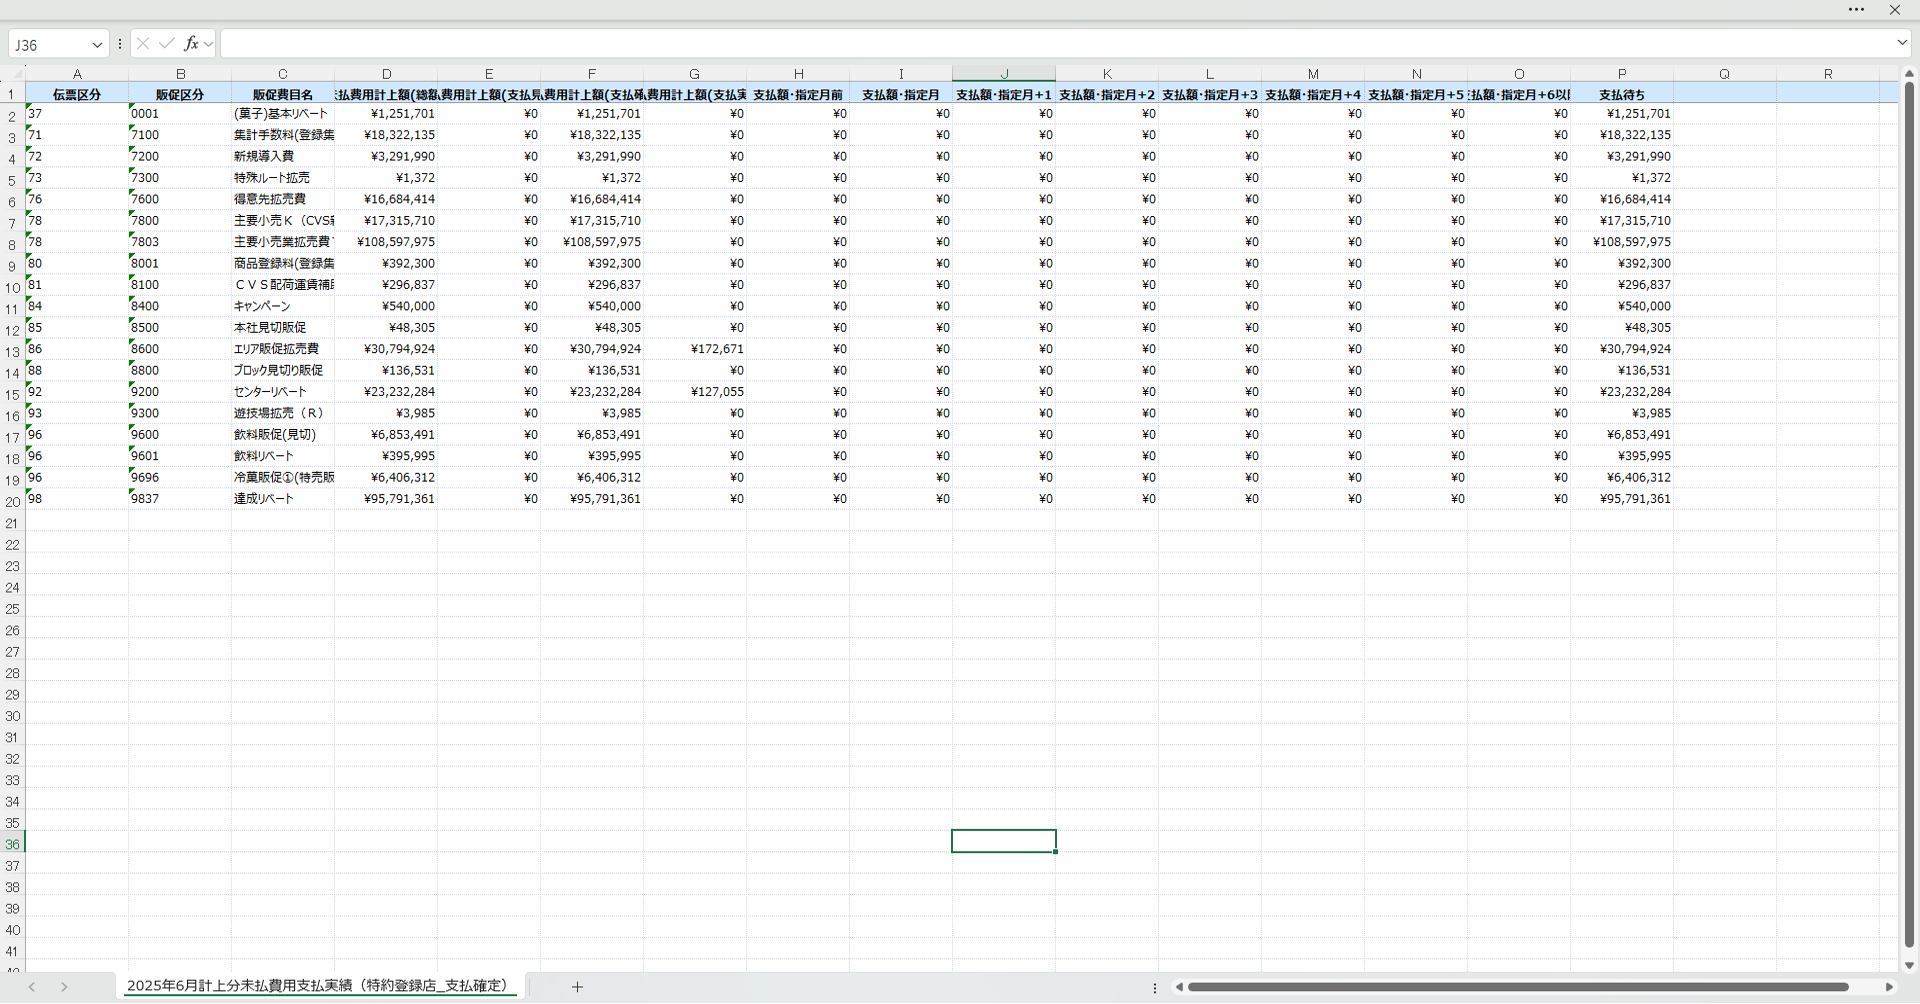 J36
fx
A B C D E F G H I J K L M N O P Q R
1 伝票区分 販促区分 販促費目名 払費用計上額(総額 費用計上額(支払見 費用計上額(支払確 費用計上額(支払実 支払額･指定月前 支払額･指定月 支払額･指定月+1 支払額･指定月+2 支払額･指定月+3 支払額･指定月+4 支払額･指定月+5 払額･指定月+6以 支払待ち
2 37 0001 (菓子)基本リベート ¥1,251,701 ¥0 ¥1,251,701 ¥0 ¥0 ¥0 ¥0 ¥0 ¥0 ¥0 ¥0 ¥0 ¥1,251,701
3 71 7100 集計手数料(登録集 ¥18,322,135 ¥0 ¥18,322,135 ¥0 ¥0 ¥0 ¥0 ¥0 ¥0 ¥0 ¥0 ¥0 ¥18,322,135
4 72 7200 新規導入費 ¥3,291,990 ¥0 ¥3,291,990 ¥0 ¥0 ¥0 ¥0 ¥0 ¥0 ¥0 ¥0 ¥0 ¥3,291,990
5 73 7300 特殊ルート拡売 ¥1,372 ¥0 ¥1,372 ¥0 ¥0 ¥0 ¥0 ¥0 ¥0 ¥0 ¥0 ¥0 ¥1,372
6 76 7600 得意先拡売費 ¥16,684,414 ¥0 ¥16,684,414 ¥0 ¥0 ¥0 ¥0 ¥0 ¥0 ¥0 ¥0 ¥0 ¥16,684,414
7 78 7800 主要小売Ｋ（CVS ¥17,315,710 ¥0 ¥17,315,710 ¥0 ¥0 ¥0 ¥0 ¥0 ¥0 ¥0 ¥0 ¥0 ¥17,315,710
8 78 7803 主要小売業拡売費 ¥108,597,975 ¥0 ¥108,597,975 ¥0 ¥0 ¥0 ¥0 ¥0 ¥0 ¥0 ¥0 ¥0 ¥108,597,975
9 80 8001 商品登録料(登録集 ¥392,300 ¥0 ¥392,300 ¥0 ¥0 ¥0 ¥0 ¥0 ¥0 ¥0 ¥0 ¥0 ¥392,300
10 81 8100 ＣＶＳ配荷運賃補 ¥296,837 ¥0 ¥296,837 ¥0 ¥0 ¥0 ¥0 ¥0 ¥0 ¥0 ¥0 ¥0 ¥296,837
11 84 8400 キャンペーン ¥540,000 ¥0 ¥540,000 ¥0 ¥0 ¥0 ¥0 ¥0 ¥0 ¥0 ¥0 ¥0 ¥540,000
12 85 8500 本社見切販促 ¥48,305 ¥0 ¥48,305 ¥0 ¥0 ¥0 ¥0 ¥0 ¥0 ¥0 ¥0 ¥0 ¥48,305
13 86 8600 エリア販促拡売費 ¥30,794,924 ¥0 ¥30,794,924 ¥172,671 ¥0 ¥0 ¥0 ¥0 ¥0 ¥0 ¥0 ¥0 ¥30,794,924
14 88 8800 ブロック見切り販促 ¥136,531 ¥0 ¥136,531 ¥0 ¥0 ¥0 ¥0 ¥0 ¥0 ¥0 ¥0 ¥0 ¥136,531
15 92 9200 センターリベート ¥23,232,284 ¥0 ¥23,232,284 ¥127,055 ¥0 ¥0 ¥0 ¥0 ¥0 ¥0 ¥0 ¥0 ¥23,232,284
16 93 9300 遊技場拡売（Ｒ） ¥3,985 ¥0 ¥3,985 ¥0 ¥0 ¥0 ¥0 ¥0 ¥0 ¥0 ¥0 ¥0 ¥3,985
17 96 9600 飲料販促(見切) ¥6,853,491 ¥0 ¥6,853,491 ¥0 ¥0 ¥0 ¥0 ¥0 ¥0 ¥0 ¥0 ¥0 ¥6,853,491
18 96 9601 飲料リベート ¥395,995 ¥0 ¥395,995 ¥0 ¥0 ¥0 ¥0 ¥0 ¥0 ¥0 ¥0 ¥0 ¥395,995
19 96 9696 冷菓販促①(特売販 ¥6,406,312 ¥0 ¥6,406,312 ¥0 ¥0 ¥0 ¥0 ¥0 ¥0 ¥0 ¥0 ¥0 ¥6,406,312
20 98 9837 達成リベート ¥95,791,361 ¥0 ¥95,791,361 ¥0 ¥0 ¥0 ¥0 ¥0 ¥0 ¥0 ¥0 ¥0 ¥95,791,361
21
22
23
24
25
26
27
28
29
30
31
32
33
34
35
36
37
38
39
40
41
2025年6月計上分未払費用支払実績（特約登録店_支払確定）